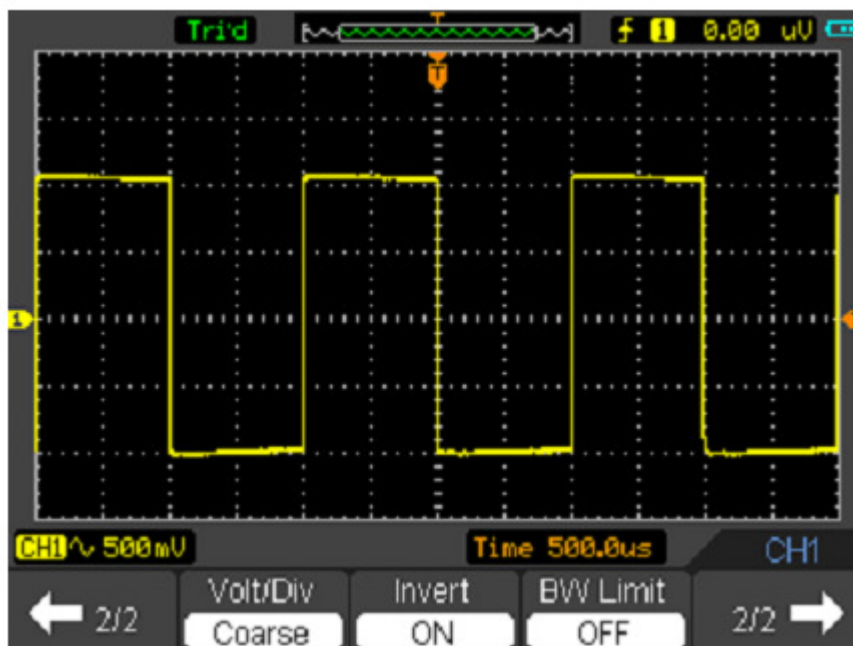 Tri'd T 1 0.00 uV
T
1
CH1 500mV Time 500.0us CH1
2/2 Volt/Div Invert BW Limit 2/2
Coarse ON OFF